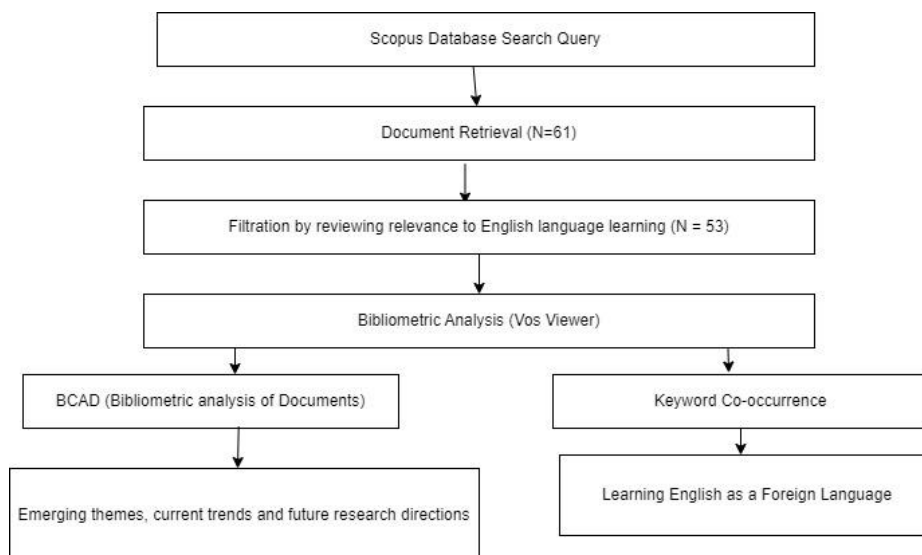 Scopus Database Search Query
Document Retrieval (N=61)
Filtration by reviewing relevance to English language learning (N = 53)
Bibliometric Analysis (Vos Viewer)
BCAD (Bibliometric analysis of Documents)
Keyword Co-occurrence
Emerging themes, current trends and future research directions
Learning English as a Foreign Language